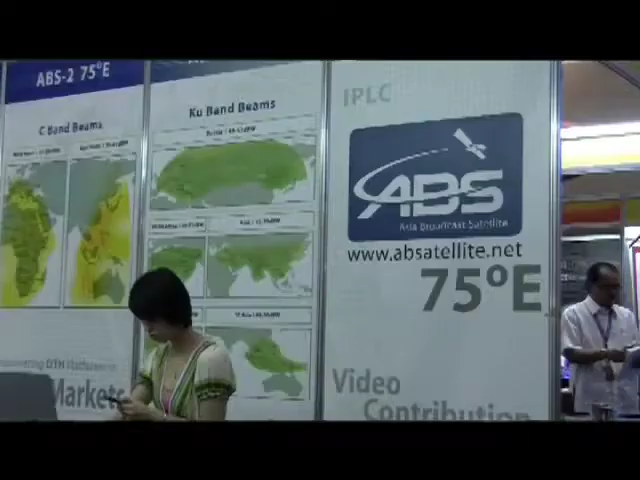 ABS-2 75°E
C Band Beams
Ku Band Beams
IPLC
ABS
Asia Broadcast Satellite
www.absatellite.net
75°E
DTH
Markets
Video
Contribution